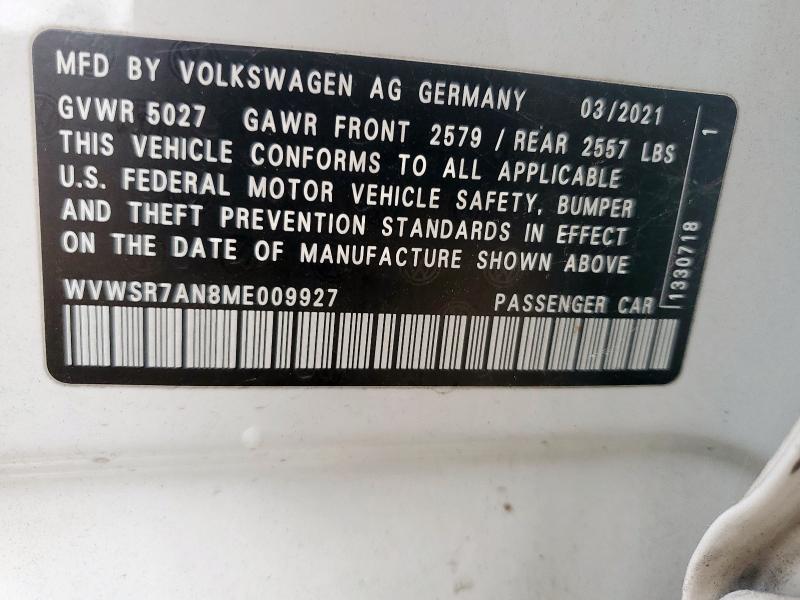 MFD BY VOLKSWAGEN AG GERMANY 03/2021
GVWR 5027 GAWR FRONT 2579 / REAR 2557 LBS
THIS VEHICLE CONFORMS TO ALL APPLICABLE
U.S. FEDERAL MOTOR VEHICLE SAFETY, BUMPER
AND THEFT PREVENTION STANDARDS IN EFFECT
ON THE DATE OF MANUFACTURE SHOWN ABOVE.
WVWSR7AN8ME009927 PASSENGER CAR
1330718 1